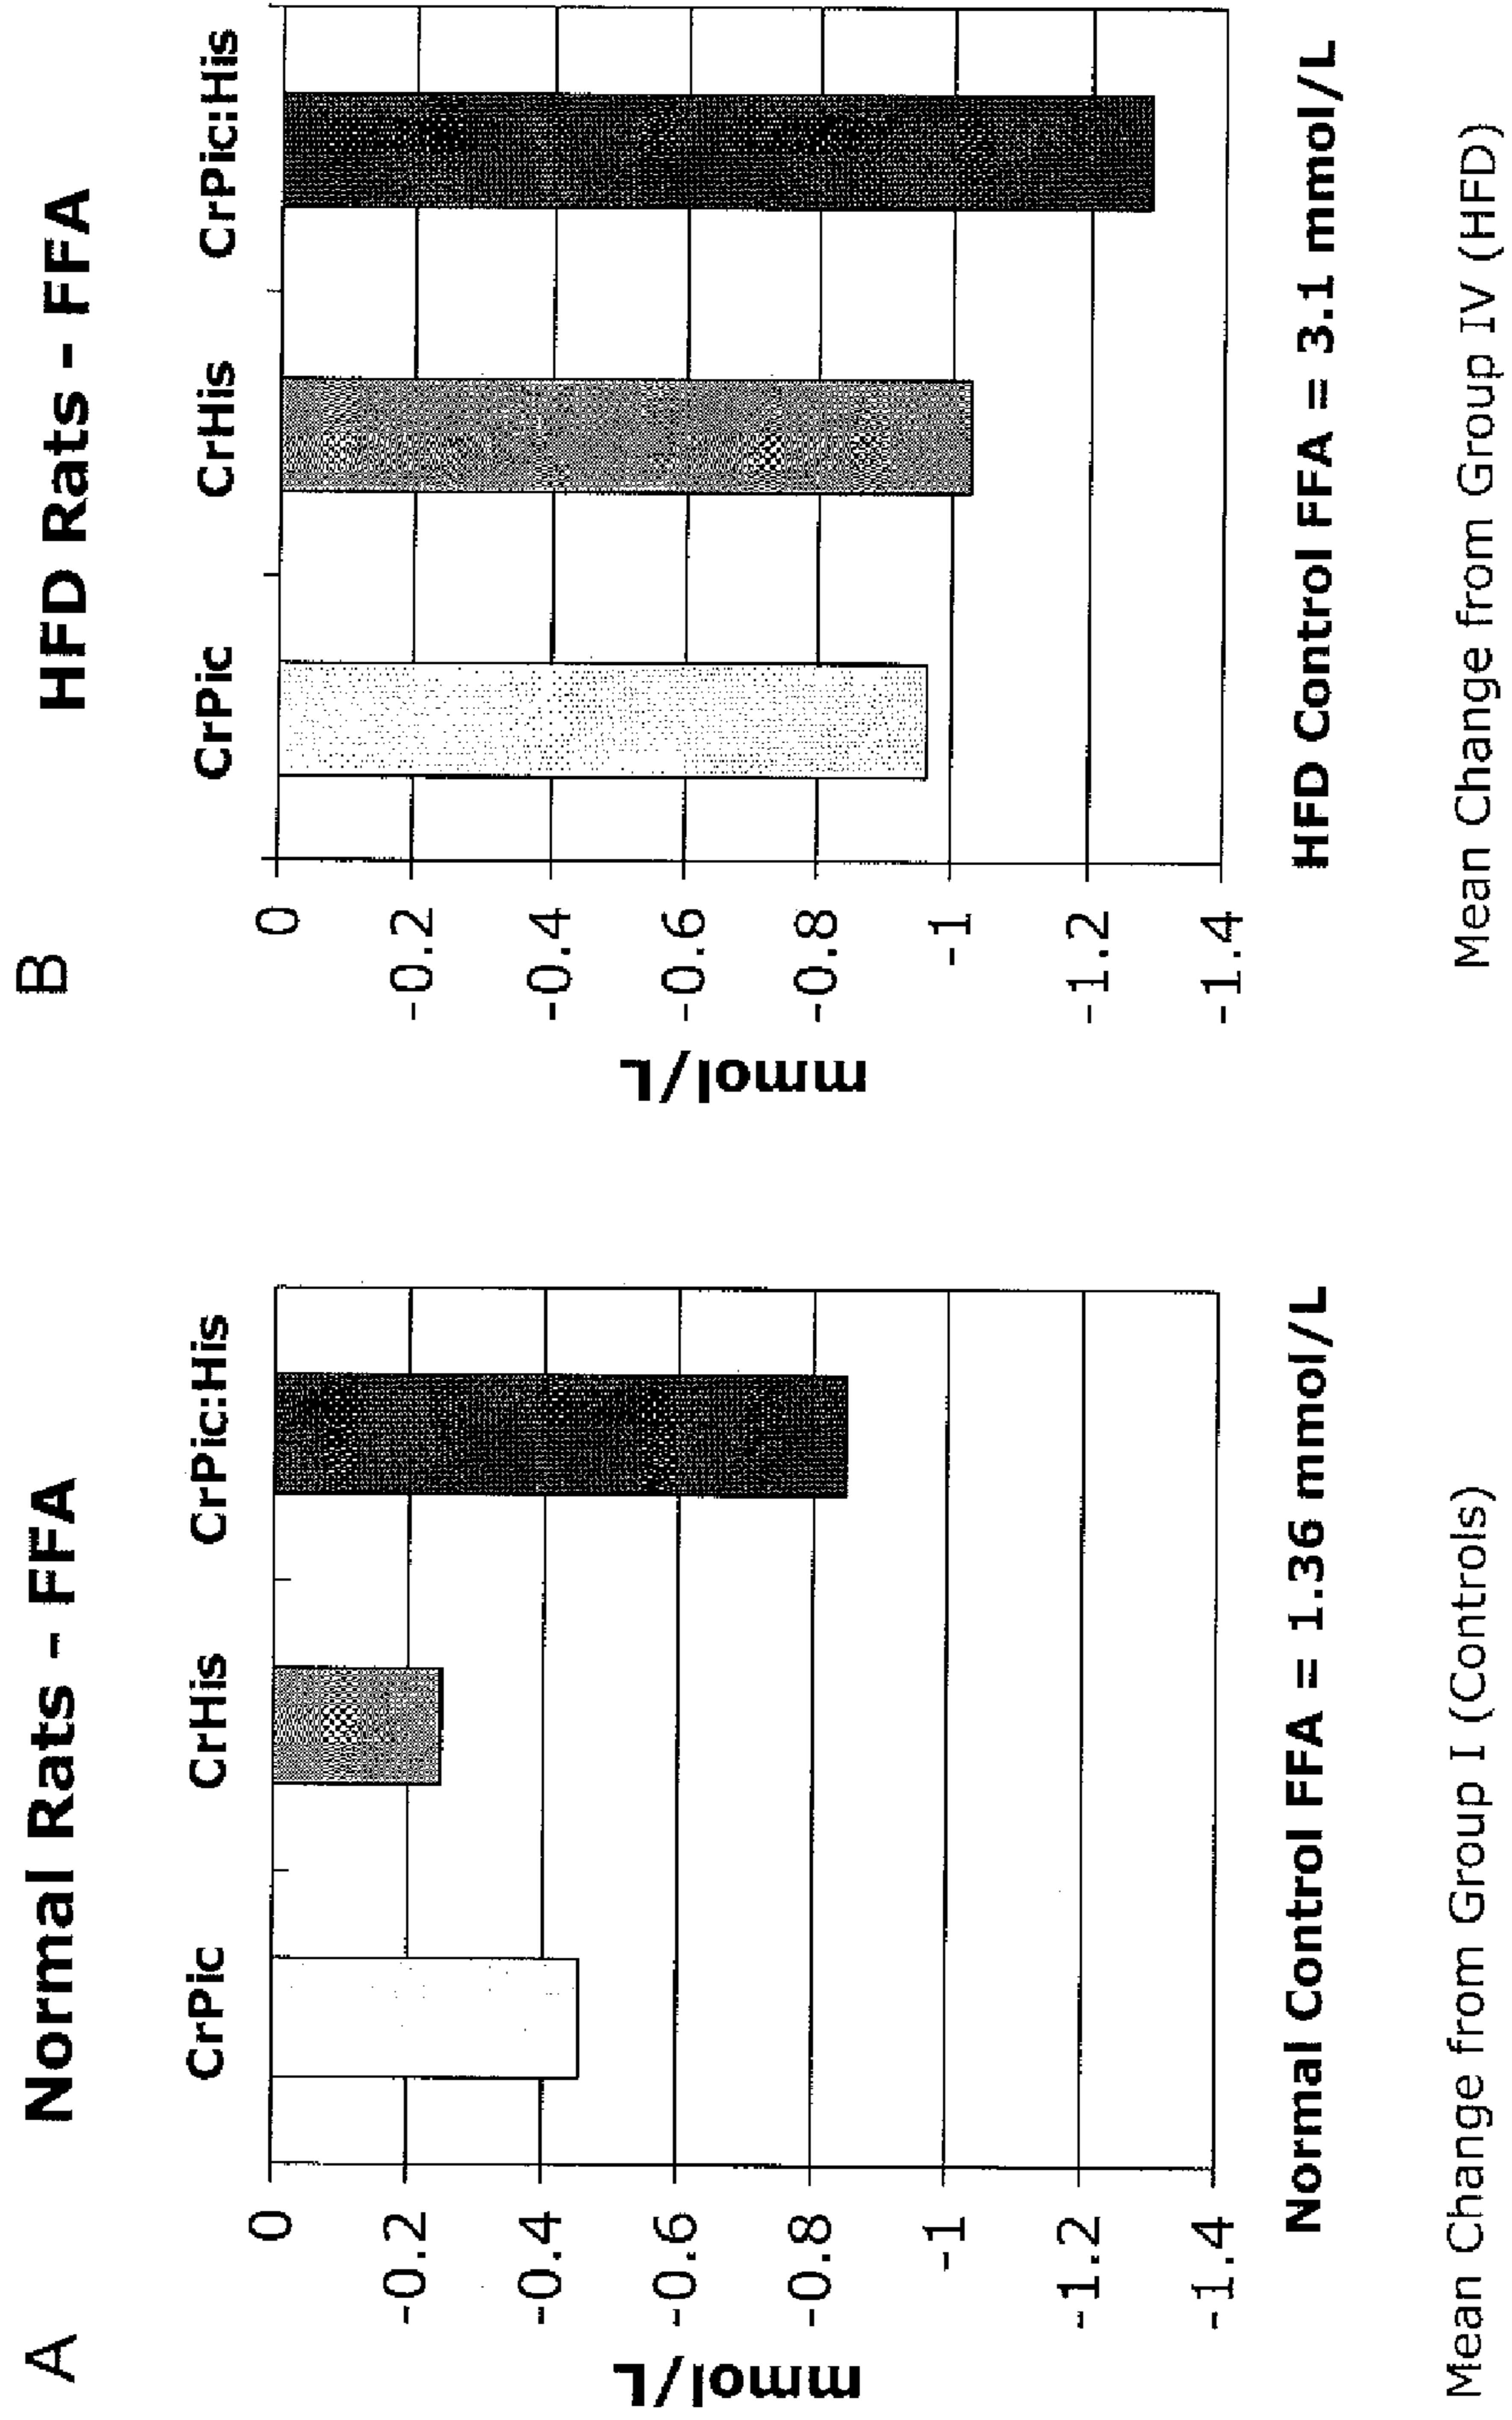 A
Normal Rats - FFA
CrPic CrHis CrPic:His
0
-0.2
-0.4
-0.6
-0.8
-1
-1.2
-1.4
mmol/L
Normal Control FFA = 1.36 mmol/L
Mean Change from Group I (Controls)
B
HFD Rats - FFA
CrPic CrHis CrPic:His
0
-0.2
-0.4
-0.6
-0.8
-1
-1.2
-1.4
mmol/L
HFD Control FFA = 3.1 mmol/L
Mean Change from Group IV (HFD)